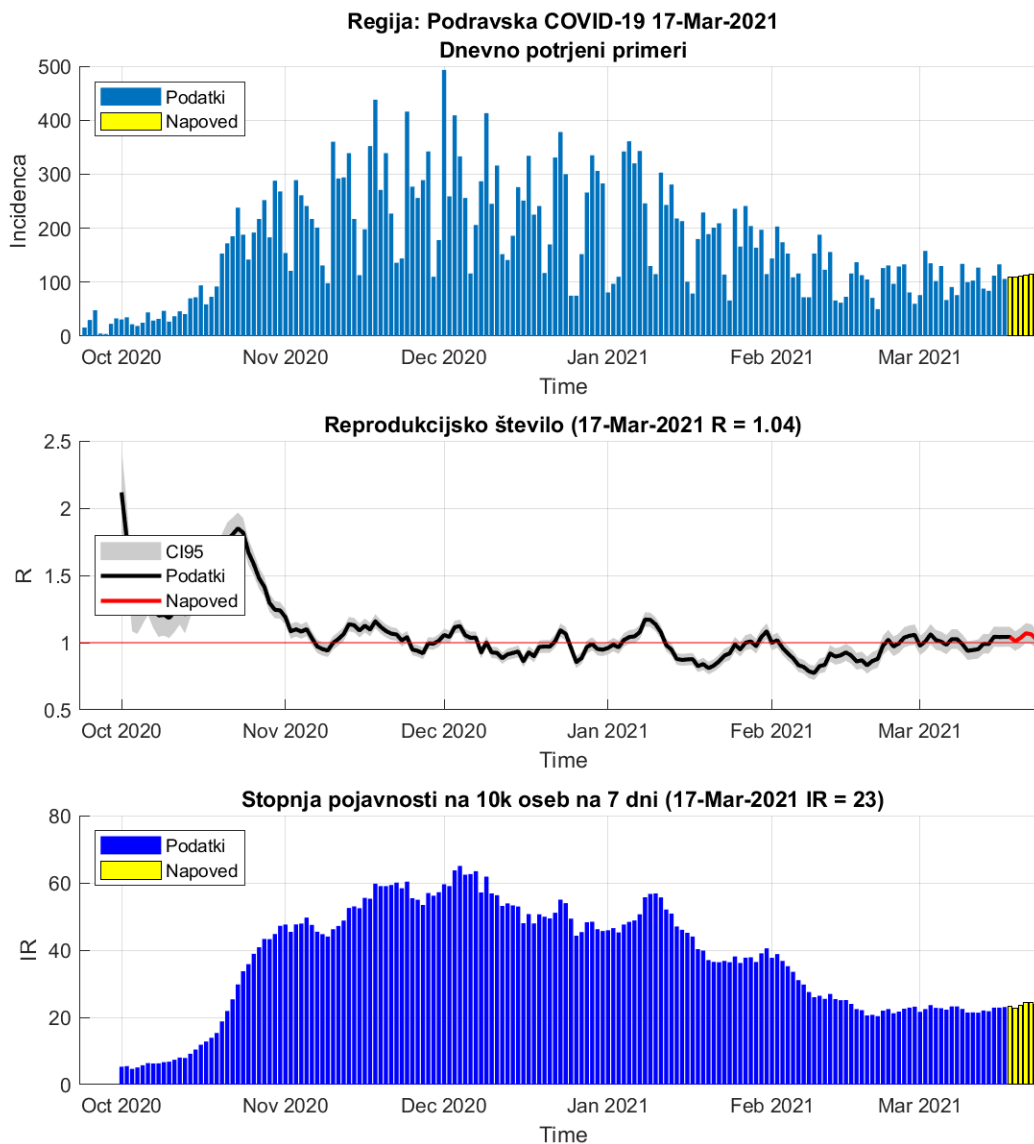 Regija: Podravska COVID-19 17-Mar-2021
Dnevno potrjeni primeri
500
400
300
200
100
0
Incidenca
Podatki
Napoved
Oct 2020 Nov 2020 Dec 2020 Jan 2021 Feb 2021 Mar 2021
Time
Reprodukcijsko število (17-Mar-2021 R = 1.04)
2.5
2
1.5
1
0.5
R
CI95
Podatki
Napoved
Oct 2020 Nov 2020 Dec 2020 Jan 2021 Feb 2021 Mar 2021
Time
Stopnja pojavnosti na 10k oseb na 7 dni (17-Mar-2021 IR = 23)
80
60
40
20
0
IR
Podatki
Napoved
Oct 2020 Nov 2020 Dec 2020 Jan 2021 Feb 2021 Mar 2021
Time